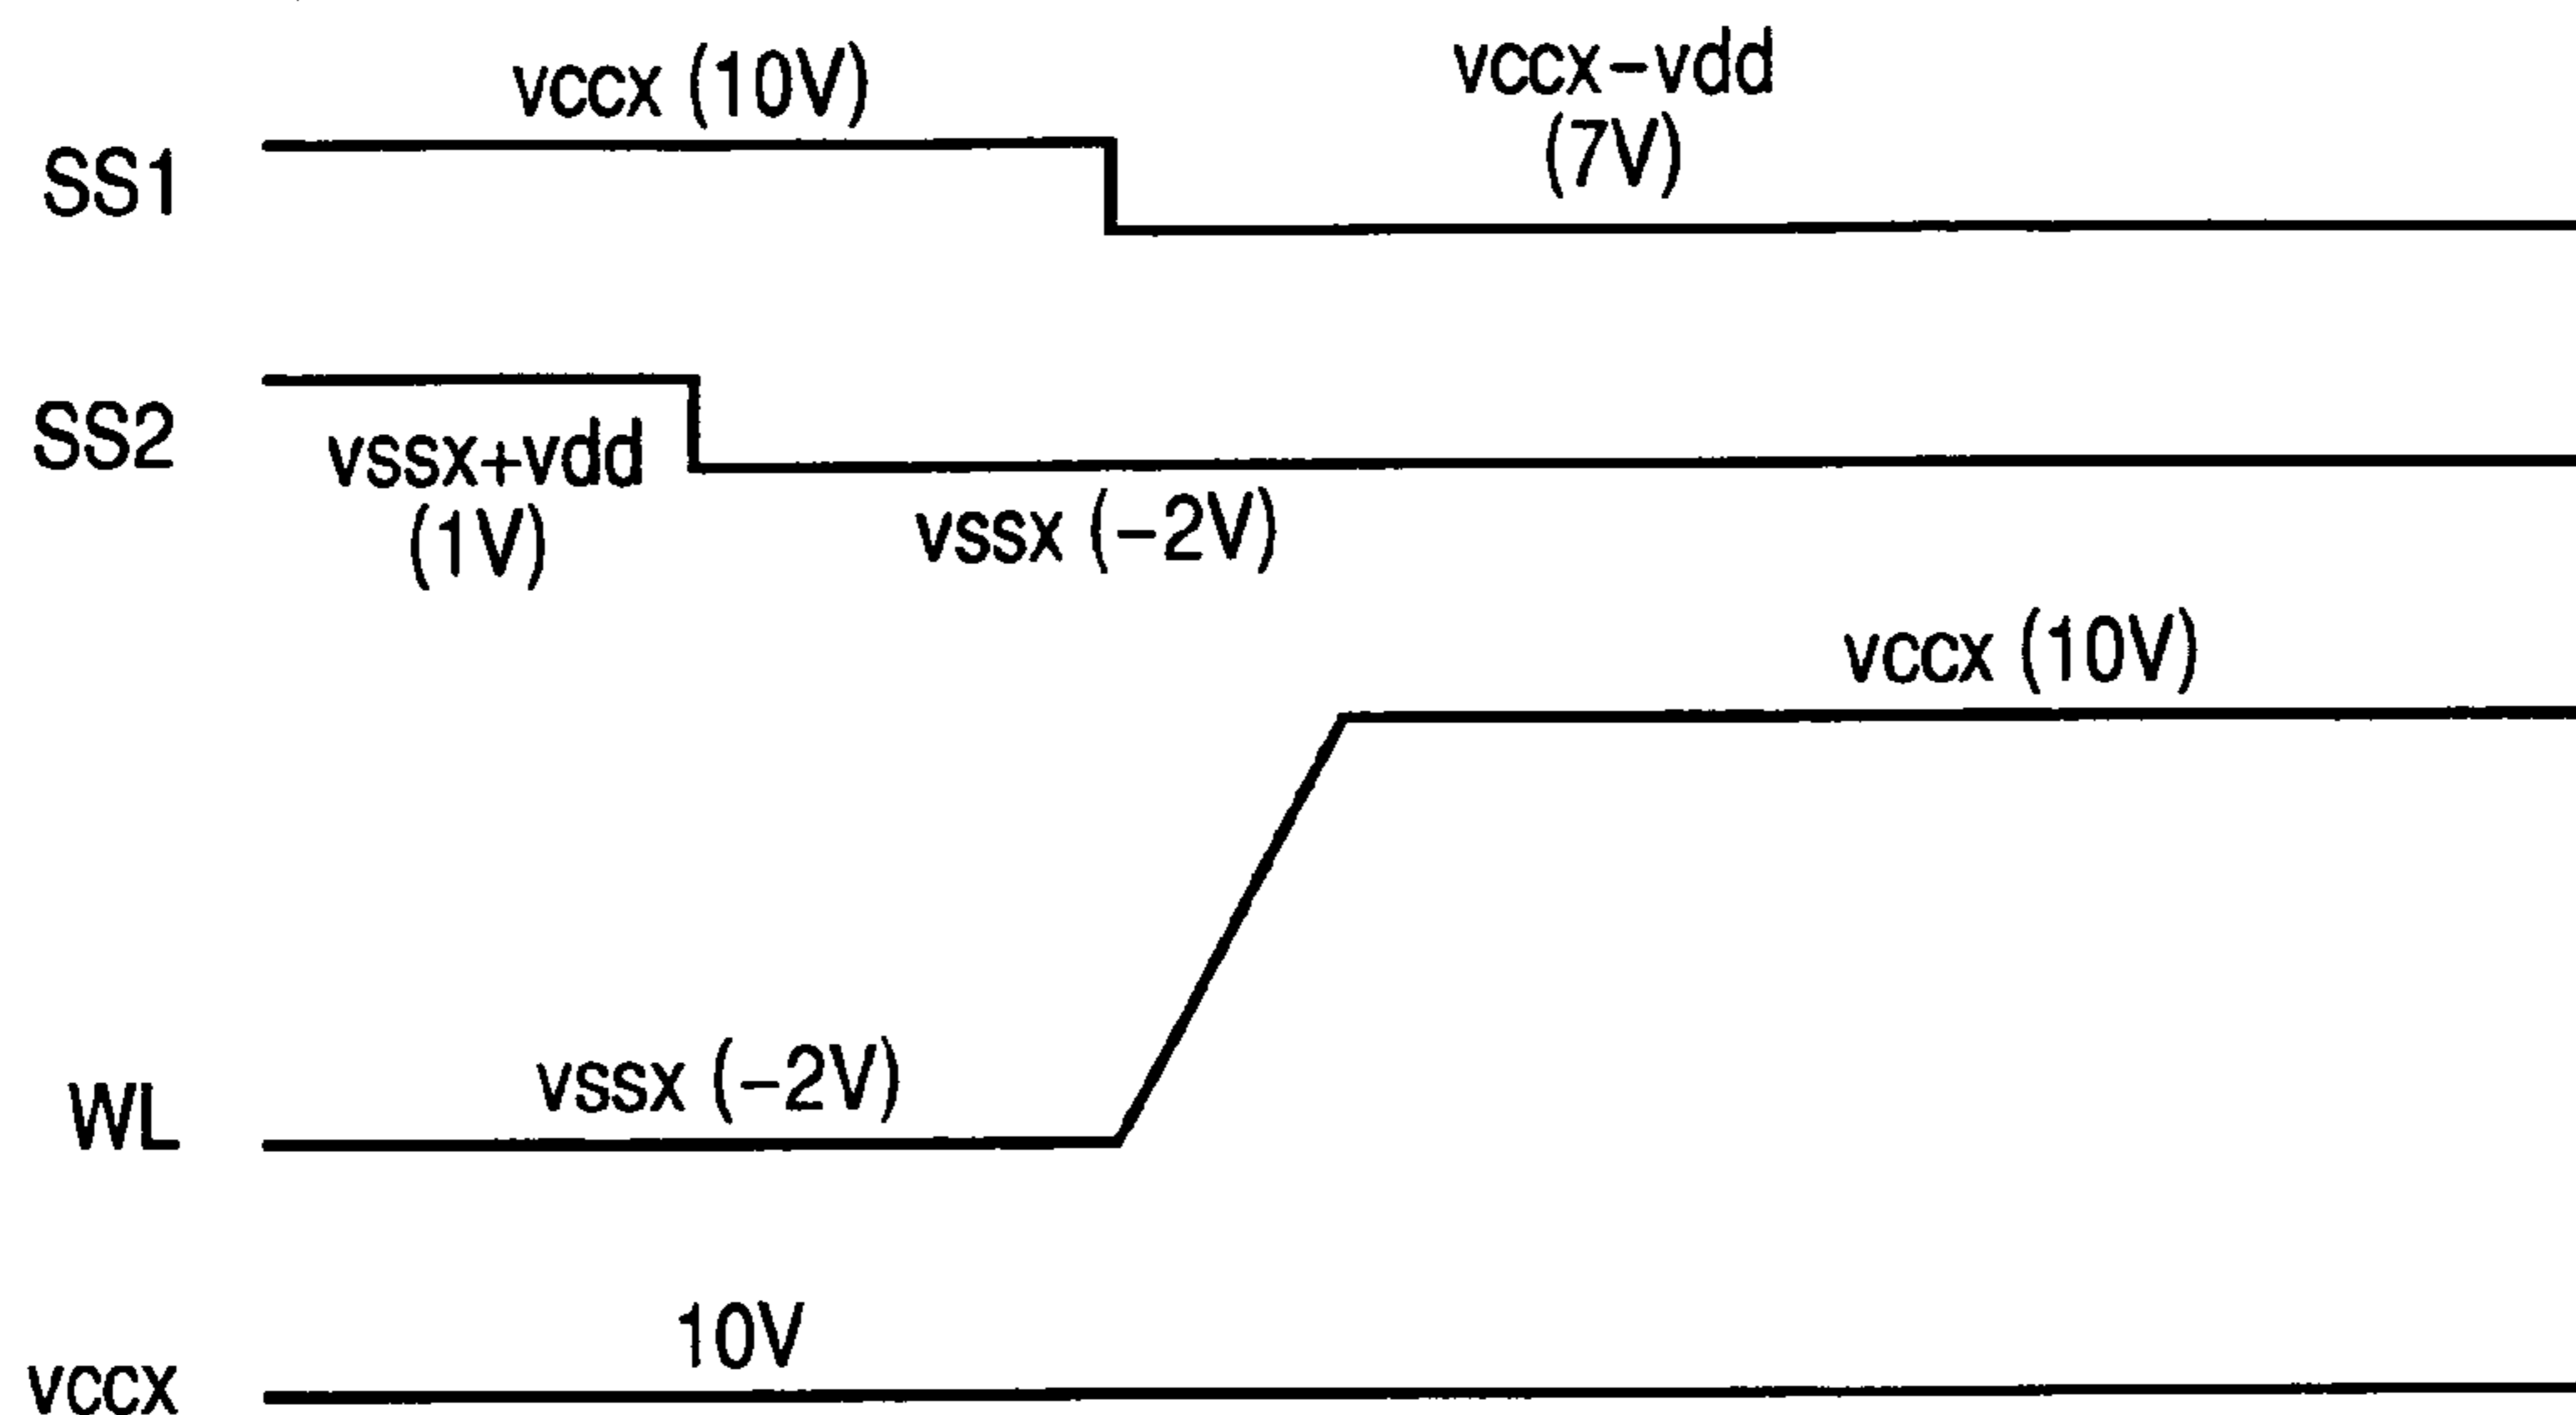 vccx (10V)
vccx-vdd
(7V)
SS1
SS2
vssx+vdd
(1V)
vssx (-2V)
vccx (10V)
vssx (-2V)
WL
10V
vccx